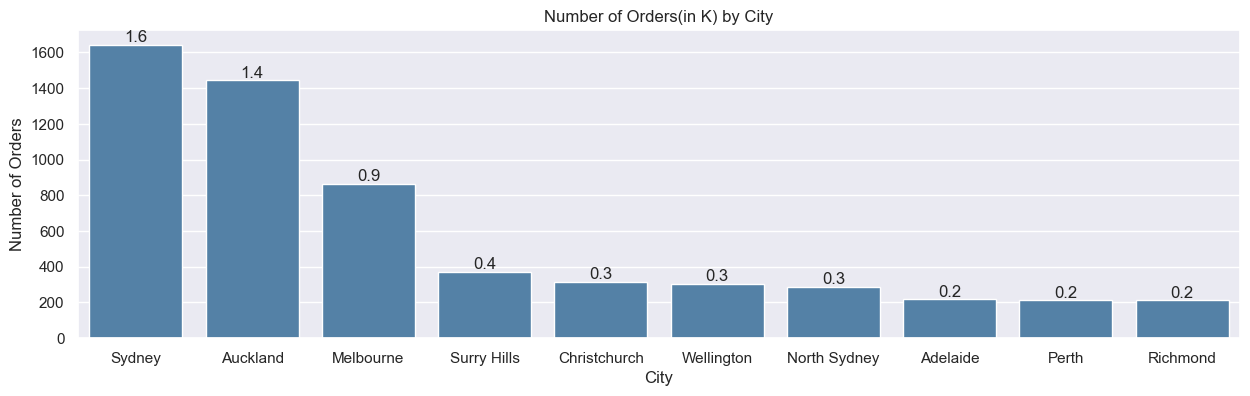 Number of Orders(in K) by City
Number of Orders
1600
1400
1200
1000
800
600
400
200
0
1.6
1.4
0.9
0.4
0.3
0.3
0.3
0.2
0.2
0.2
Sydney
Auckland
Melbourne
Surry Hills
Christchurch
Wellington
North Sydney
Adelaide
Perth
Richmond
City